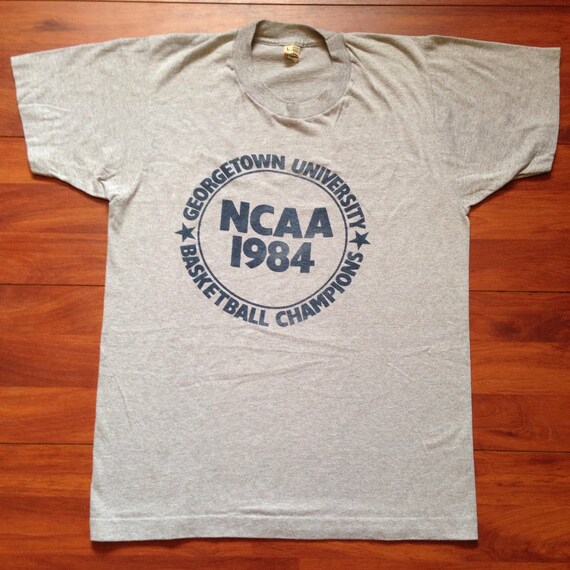 GEORGETOWN UNIVERSITY
NCAA
1984
BASKETBALL CHAMPIONS